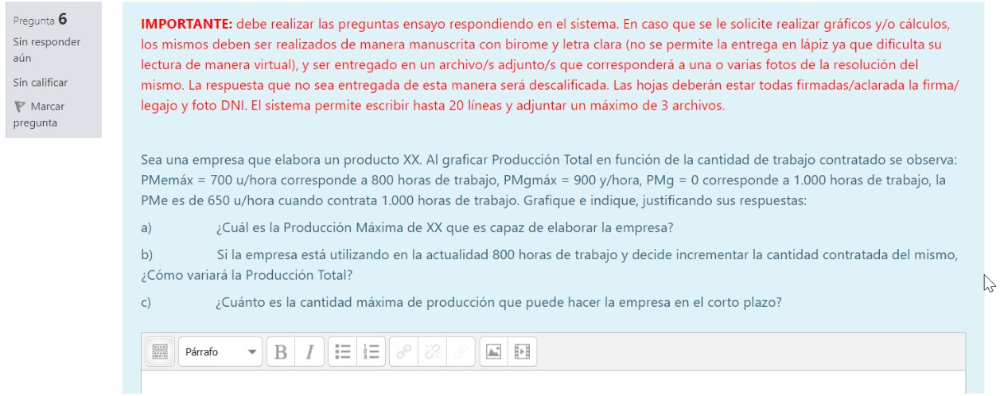 Pregunta 6
Sin responder
aún
Sin calificar
Marcar
pregunta
IMPORTANTE: debe realizar las preguntas ensayo respondiendo en el sistema. En caso que se le solicite realizar gráficos y/o cálculos,
los mismos deben ser realizados de manera manuscrita con birome y letra clara (no se permite la entrega en lápiz ya que dificulta su
lectura de manera virtual), y ser entregado en un archivo/s adjunto/s que corresponderá a una o varias fotos de la resolución del
mismo. La respuesta que no sea entregada de esta manera será descalificada. Las hojas deberán estar todas firmadas/aclarada la firma/
legajo y foto DNI. El sistema permite escribir hasta 20 líneas y adjuntar un máximo de 3 archivos.
Sea una empresa que elabora un producto XX. Al graficar Producción Total en función de la cantidad de trabajo contratado se observa:
PMemáx = 700 u/hora corresponde a 800 horas de trabajo, PMgmáx = 900 y/hora, PMg = 0 corresponde a 1.000 horas de trabajo, la
PMe es de 650 u/hora cuando contrata 1.000 horas de trabajo. Grafique e indique, justificando sus respuestas:
a) ¿Cuál es la Producción Máxima de XX que es capaz de elaborar la empresa?
b) Si la empresa está utilizando en la actualidad 800 horas de trabajo y decide incrementar la cantidad contratada del mismo,
¿Cómo variará la Producción Total?
c) ¿Cuánto es la cantidad máxima de producción que puede hacer la empresa en el corto plazo?
Párrafo B I